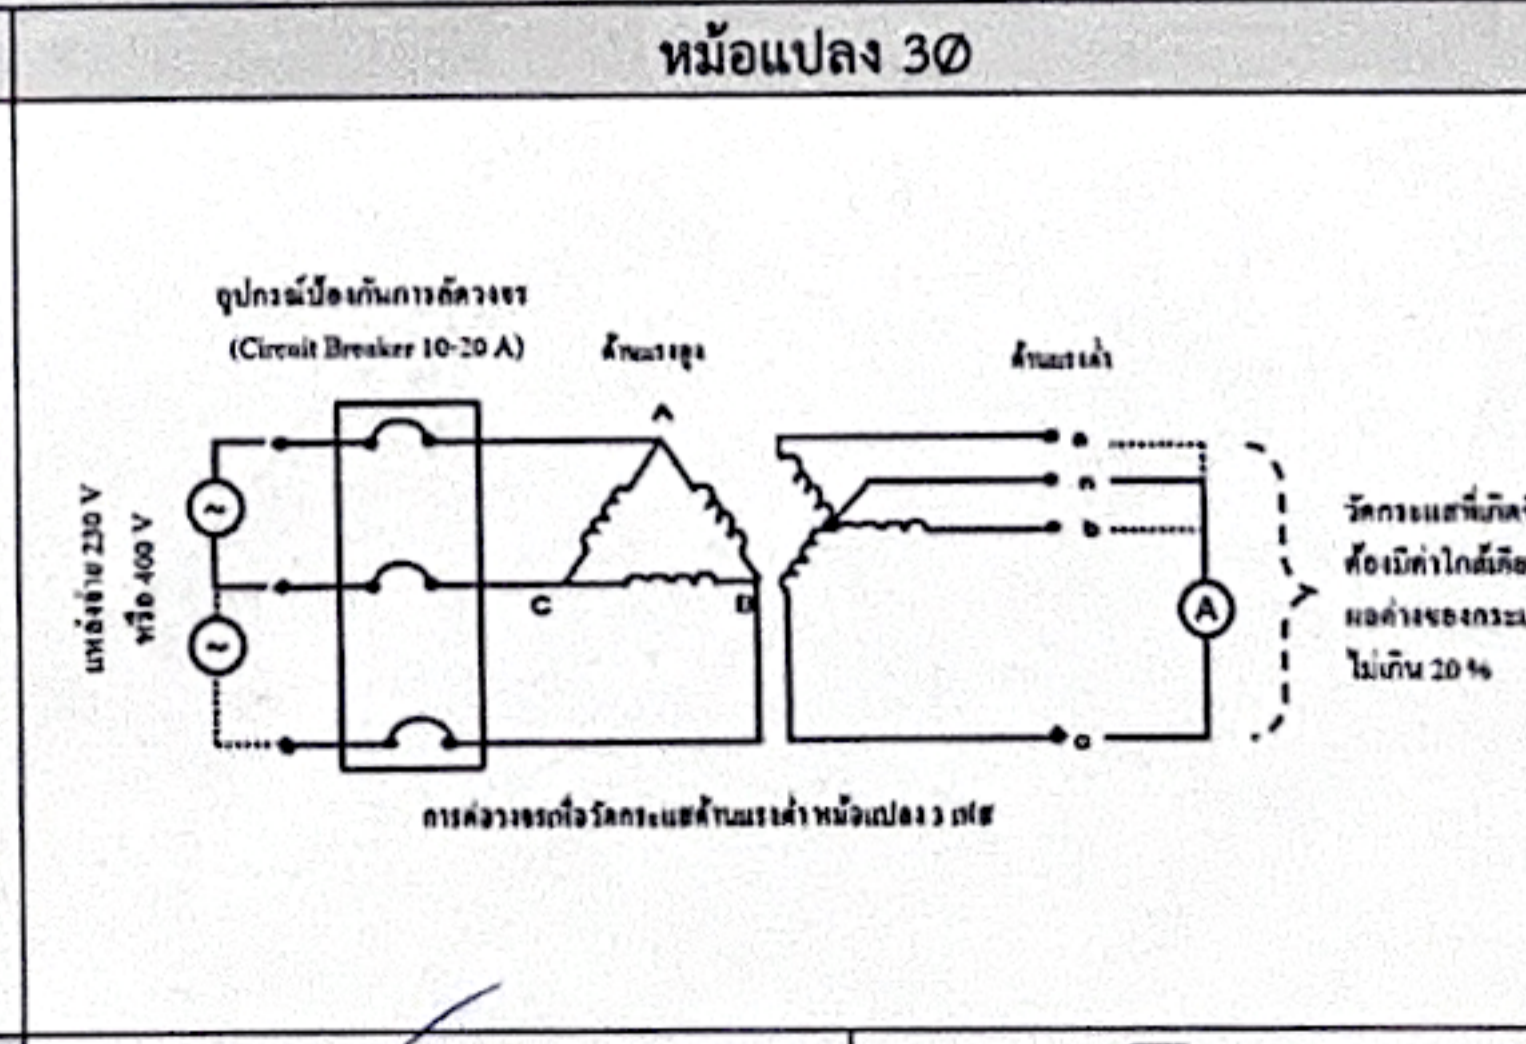 หม้อแปลง 3Ø
อุปกรณ์ป้องกันการลัดวงจร
(Circuit Breaker 10-20 A)
ด้านแรงสูง
ด้านแรงต่ำ
แหล่งจ่าย 230 V
หรือ 400 V
~
~
A
C
B
a
n
b
c
A
วัดกระแสที่เกิด
ต้องมีค่าใกล้เคีย
ผลต่างของกระแ
ไม่เกิน 20 %
การต่อวงจรเพื่อวัดกระแสด้านแรงต่ำ หม้อแปลง 3 เฟส